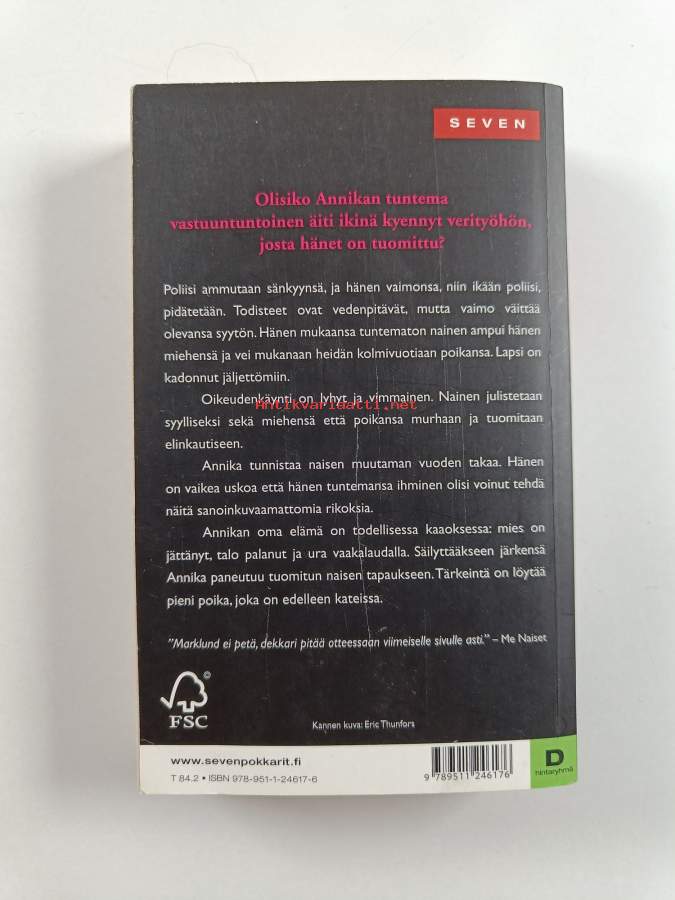 SEVEN
Olisiko Annikan tuntema
vastuuntuntoinen äiti ikinä kyennyt verityöhön,
josta hänet on tuomittu?
Poliisi ammutaan sänkyynsä, ja hänen vaimonsa, niin ikään poliisi,
pidätetään. Todisteet ovat vedenpitävät, mutta vaimo väittää
olevansa syytön. Hänen mukaansa tuntematon nainen ampui hänen
miehensä ja vei mukanaan heidän kolmivuotiaan poikansa. Lapsi on
kadonnut jäljettömiin.
Oikeudenkäynti on lyhyt ja vimmainen. Nainen julistetaan
Antikvariaatti.net
syylliseksi sekä miehensä että poikansa murhaan ja tuomitaan
elinkautiseen.
Annika tunnistaa naisen muutaman vuoden takaa. Hänen
on vaikea uskoa että hänen tuntemansa ihminen olisi voinut tehdä
näitä sanoinkuvaamattomia rikoksia.
Annikan oma elämä on todellisessa kaaoksessa: mies on
jättänyt, talo palanut ja ura vaakalaudalla. Säilyttääkseen järkensä
Annika paneutuu tuomitun naisen tapaukseen. Tärkeintä on löytää
pieni poika, joka on edelleen kateissa.
"Marklund ei petä, dekkari pitää otteessaan viimeiselle sivulle asti." – Me Naiset
©
FSC
Kannen kuva: Eric Thunfors
www.sevenpokkarit.fi
T 84.2 • ISBN 978-951-1-24617-6
9 789511 246176
D
hintaryhmä